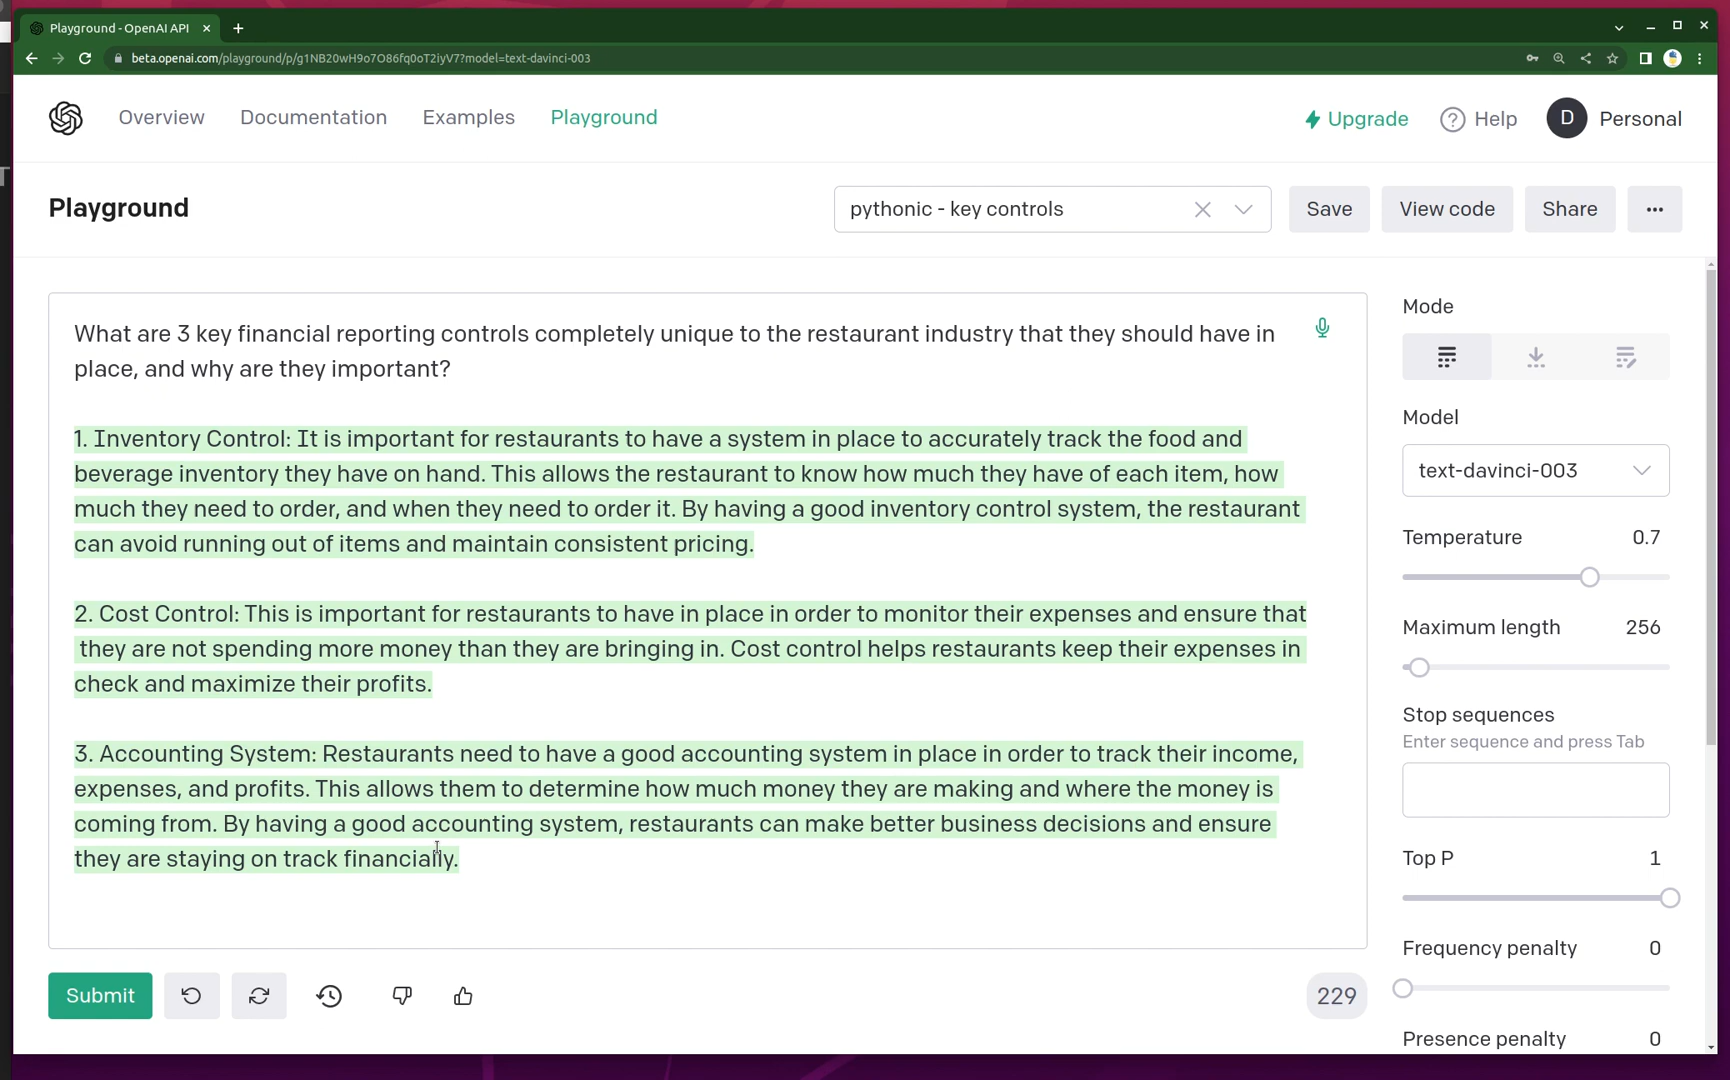 Playground - OpenAI API
beta.openai.com/playground/p/g1NB20wH9o7O86fq0oT2iyV7?model=text-davinci-003
Overview
Documentation
Examples
Playground
Upgrade
Help
D
Personal
Playground
pythonic - key controls
Save
View code
Share
What are 3 key financial reporting controls completely unique to the restaurant industry that they should have in
place, and why are they important?
1. Inventory Control: It is important for restaurants to have a system in place to accurately track the food and
beverage inventory they have on hand. This allows the restaurant to know how much they have of each item, how
much they need to order, and when they need to order it. By having a good inventory control system, the restaurant
can avoid running out of items and maintain consistent pricing.
2. Cost Control: This is important for restaurants to have in place in order to monitor their expenses and ensure that
they are not spending more money than they are bringing in. Cost control helps restaurants keep their expenses in
check and maximize their profits.
3. Accounting System: Restaurants need to have a good accounting system in place in order to track their income,
expenses, and profits. This allows them to determine how much money they are making and where the money is
coming from. By having a good accounting system, restaurants can make better business decisions and ensure
they are staying on track financially.
Submit
229
Mode
Model
text-davinci-003
Temperature 0.7
Maximum length 256
Stop sequences
Enter sequence and press Tab
Top P 1
Frequency penalty 0
Presence penalty 0